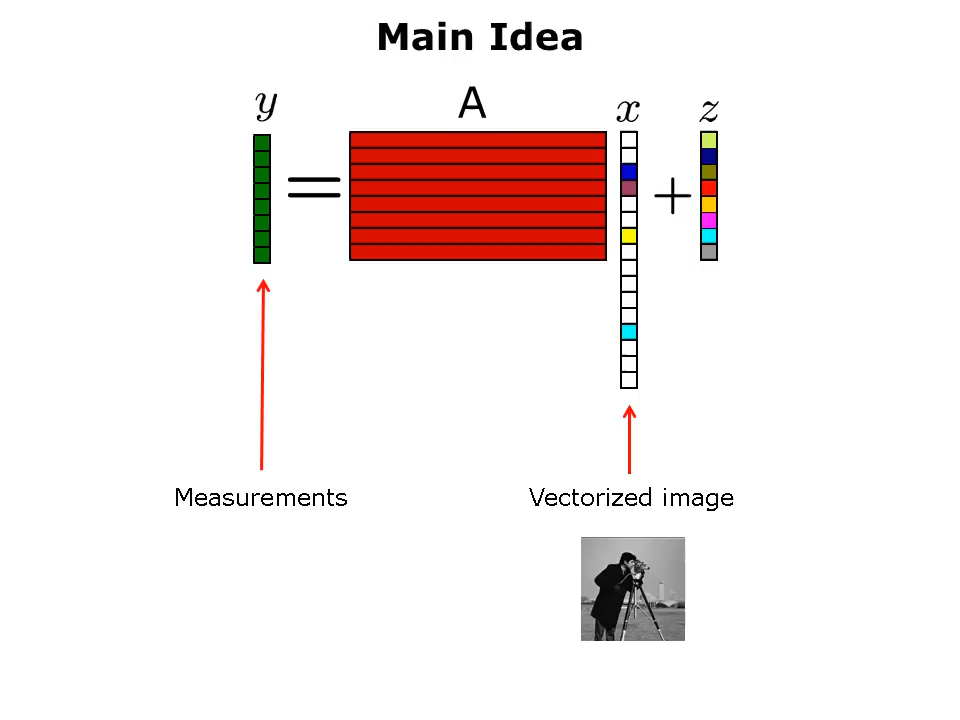 Main Idea
y = A x + z
Measurements
Vectorized image